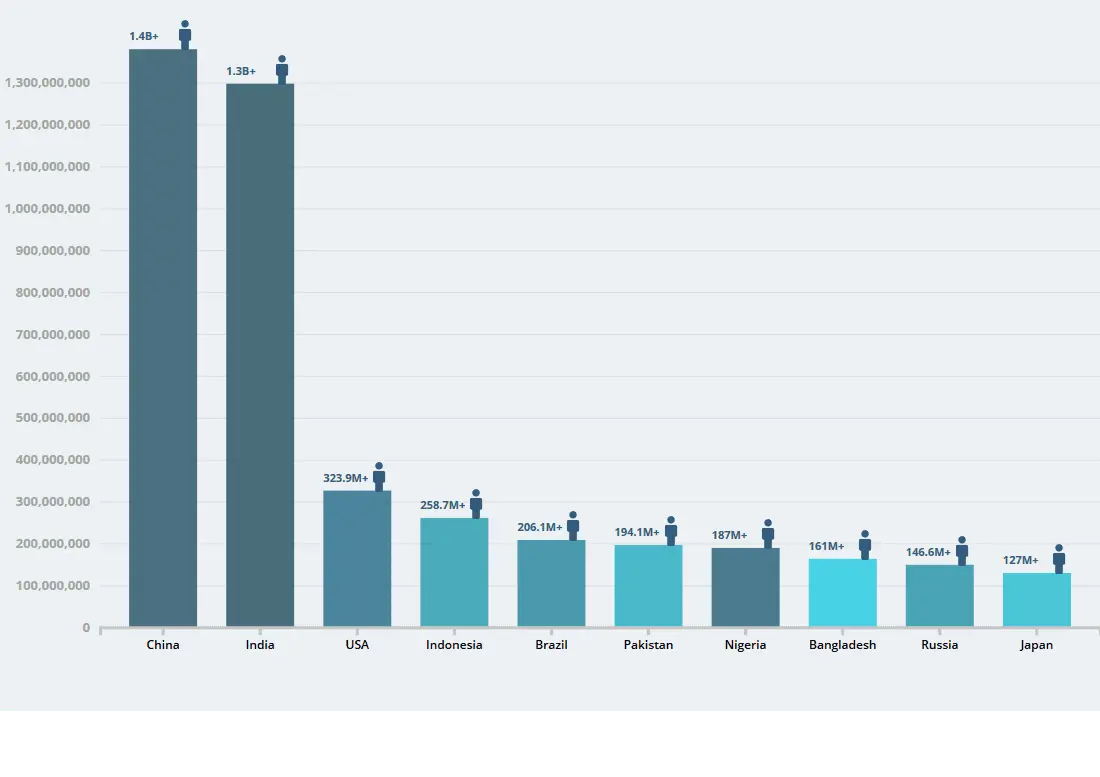 1.4B+
1.3B+
1,300,000,000
1,200,000,000
1,100,000,000
1,000,000,000
900,000,000
800,000,000
700,000,000
600,000,000
500,000,000
400,000,000
323.9M+
300,000,000
258.7M+
206.1M+
194.1M+
187M+
161M+
146.6M+
127M+
200,000,000
100,000,000
0
China India USA Indonesia Brazil Pakistan Nigeria Bangladesh Russia Japan